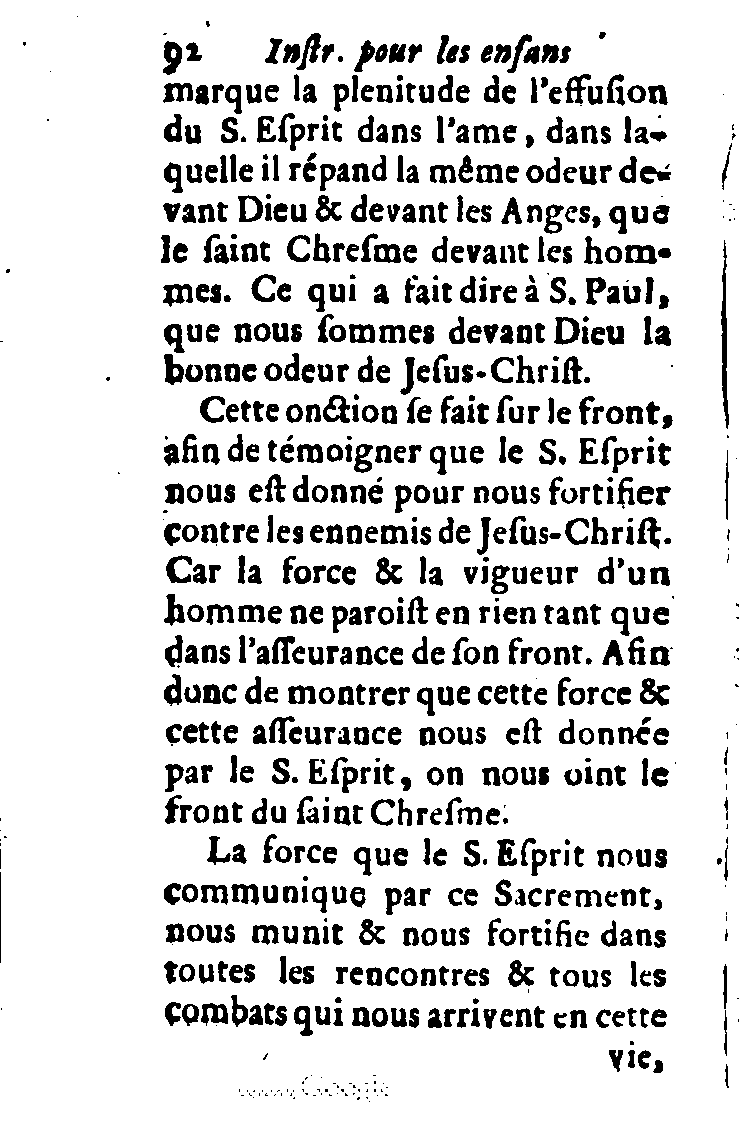 92 Inſtr. pour les enfans
marque la plenitude de l'effuſion
du S. Eſprit dans l'ame, dans la-
quelle il répand la même odeur de-
vant Dieu & devant les Anges, que
le ſaint Chreſme devant les hom-
mes. Ce qui a fait dire à S. Paul,
que nous ſommes devant Dieu la
bonne odeur de Jeſus-Chriſt.
Cette onction ſe fait ſur le front,
afin de témoigner que le S. Eſprit
nous eſt donné pour nous fortifier
contre les ennemis de Jeſus-Chriſt.
Car la force & la vigueur d'un
homme ne paroiſt en rien tant que
dans l'aſſeurance de ſon front. Afin
donc de montrer que cette force &
cette aſſeurance nous eſt donnée
par le S. Eſprit, on nous oint le
front du ſaint Chreſme.
La force que le S. Eſprit nous
communique par ce Sacrement,
nous munit & nous fortifie dans
toutes les rencontres & tous les
combats qui nous arrivent en cette
vie,
Google